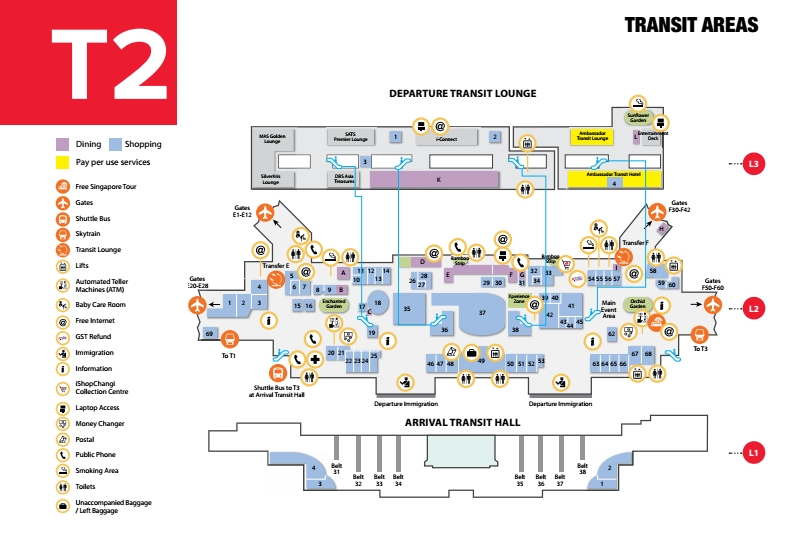 T2
TRANSIT AREAS
Dining
Shopping
Pay per use services
Free Singapore Tour
Gates
Shuttle Bus
Skytrain
Transit Lounge
Lifts
Automated Teller
Machines (ATM)
Baby Care Room
Free Internet
GST Refund
Immigration
Information
iShopChangi
Collection Centre
Laptop Access
Money Changer
Postal
Public Phone
Smoking Area
Toilets
Unaccompanied Baggage
/ Left Baggage
DEPARTURE TRANSIT LOUNGE
MAS Golden
Lounge
SATS
Premier Lounge
1
i-Connect
2
Ambassador
Transit Lounge
Sunflower
Garden
L
Entertainment
Deck
3
L3
SilverKris
Lounge
DBS Asia
Treasures
K
Ambassador Transit Hotel
4
Gates
E1-E12
Gates
F30-F42
H
Transfer E
Transfer F
Gates
E20-E28
Gates
F50-F60
Bamboo
Strip
Bamboo
Strip
A B C D E F G I
1 2 3 4 5 6 7 8 9 10 11 12 13 14
15 16 17 18 19
Enchanted
Garden
20 21 22 23 24 25
26 27 28 29 30 31 32 33 34
35 36 37 38 39 40 41 42 43 44 45
Xperience
Zone
Main
Event
Area
Orchid
Garden
46 47 48 49 50 51 52 53
54 55 56 57 58 59 60
62 63 64 65 66 67 68
69
L2
To T1
To T3
Shuttle Bus to T3
at Arrival Transit Hall
Departure Immigration
Departure Immigration
ARRIVAL TRANSIT HALL
L1
4
3
Belt
31
Belt
32
Belt
33
Belt
34
Belt
35
Belt
36
Belt
37
Belt
38
2
1